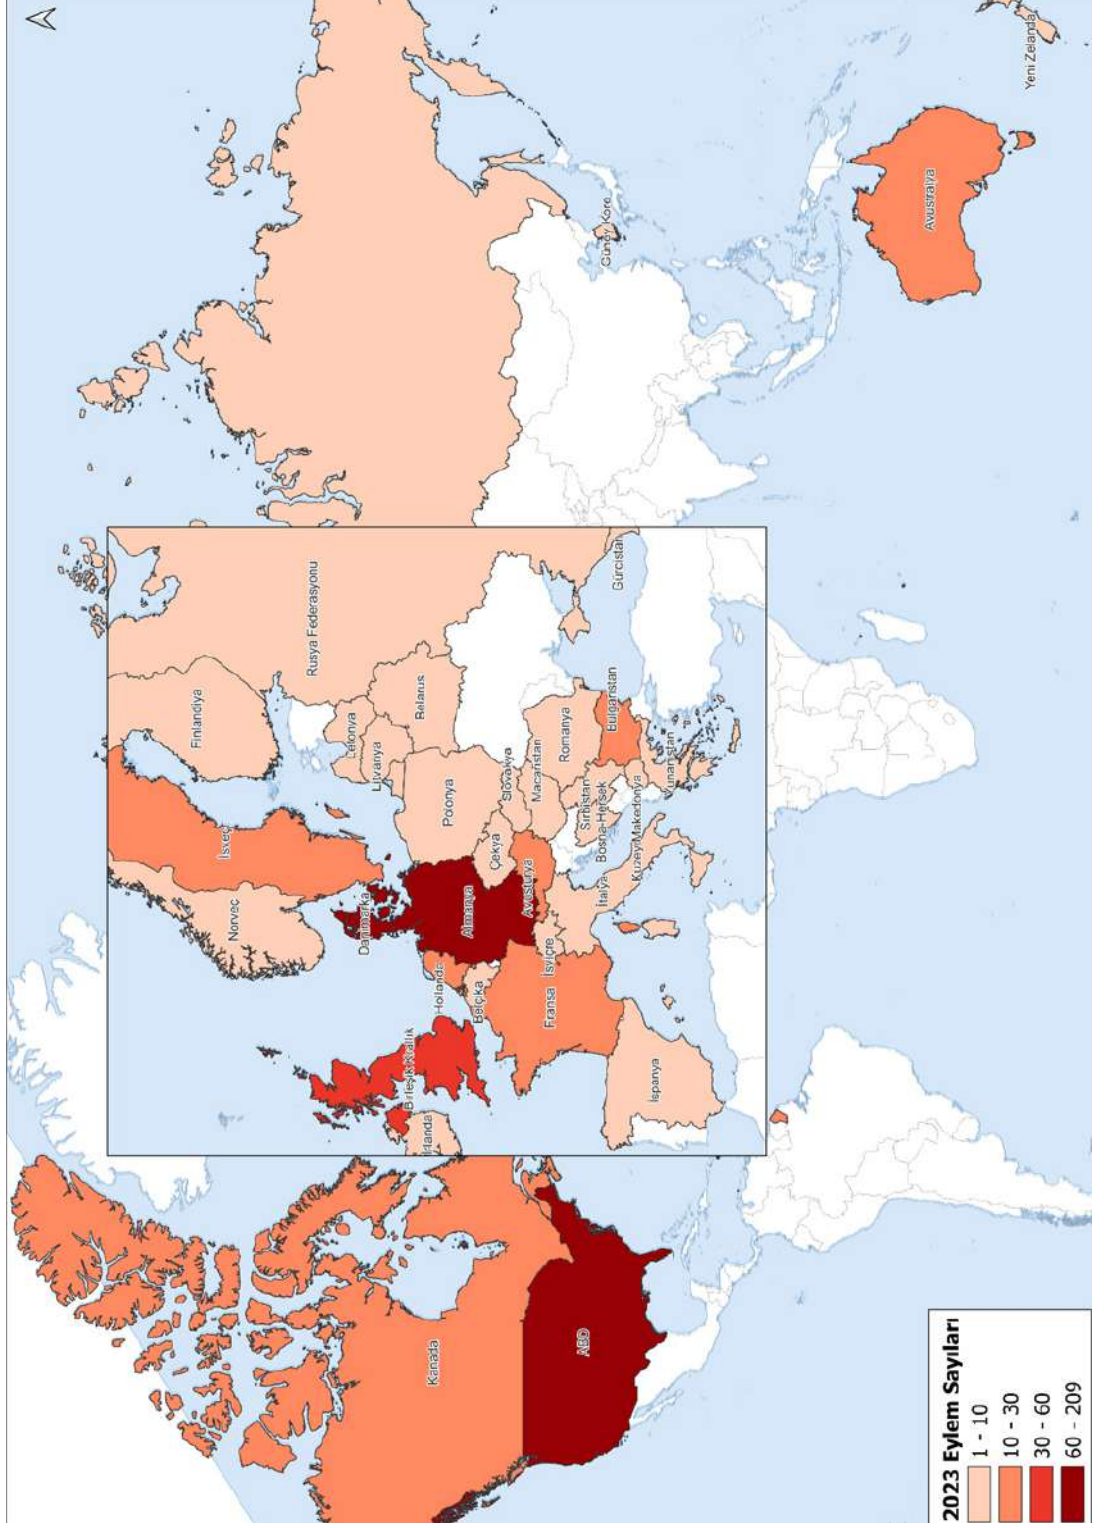 Finlandiya
İsveç
Norveç
Rusya Federasyonu
Letonya
Litvanya
Belarus
Danimarka
Polonya
Almanya
Hollanda
Belçika
Birleşik Krallık
İrlanda
Çekya
Slovakya
Macaristan
Avusturya
İsviçre
Fransa
Romanya
Sırbistan
Bosna-Hersek
Bulgaristan
Gürcistan
Kuzey Makedonya
Yunanistan
İtalya
İspanya
Kanada
ABD
Güney Kore
Avustralya
Yeni Zelanda
2023 Eylem Sayıları
1 - 10
10 - 30
30 - 60
60 - 209